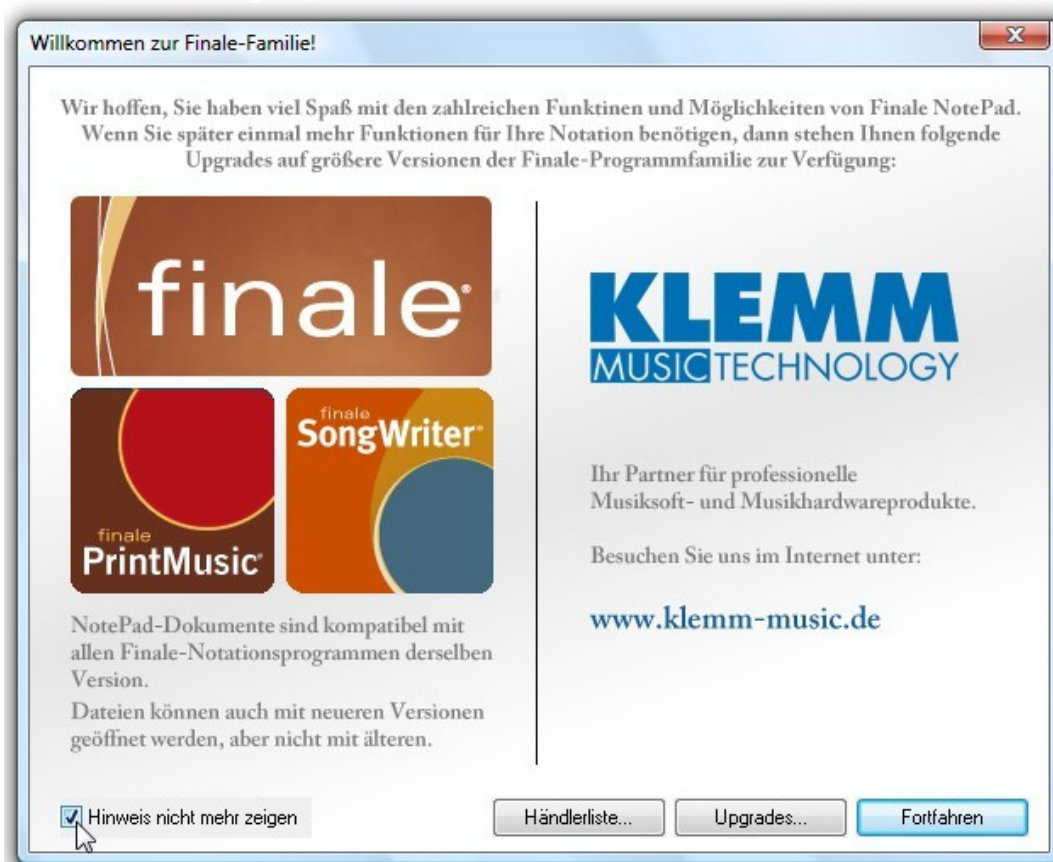 Willkommen zur Finale-Familie!
Wir hoffen, Sie haben viel Spaß mit den zahlreichen Funktinen und Möglichkeiten von Finale NotePad.
Wenn Sie später einmal mehr Funktionen für Ihre Notation benötigen, dann stehen Ihnen folgende
Upgrades auf größere Versionen der Finale-Programmfamilie zur Verfügung:
finale®
finale
PrintMusic®
finale
SongWriter®
NotePad-Dokumente sind kompatibel mit
allen Finale-Notationsprogrammen derselben
Version.
Dateien können auch mit neueren Versionen
geöffnet werden, aber nicht mit älteren.
KLEMM
MUSIC TECHNOLOGY
Ihr Partner für professionelle
Musiksoft- und Musikhardwareprodukte.
Besuchen Sie uns im Internet unter:
www.klemm-music.de
Hinweis nicht mehr zeigen
Händlerliste...
Upgrades...
Fortfahren